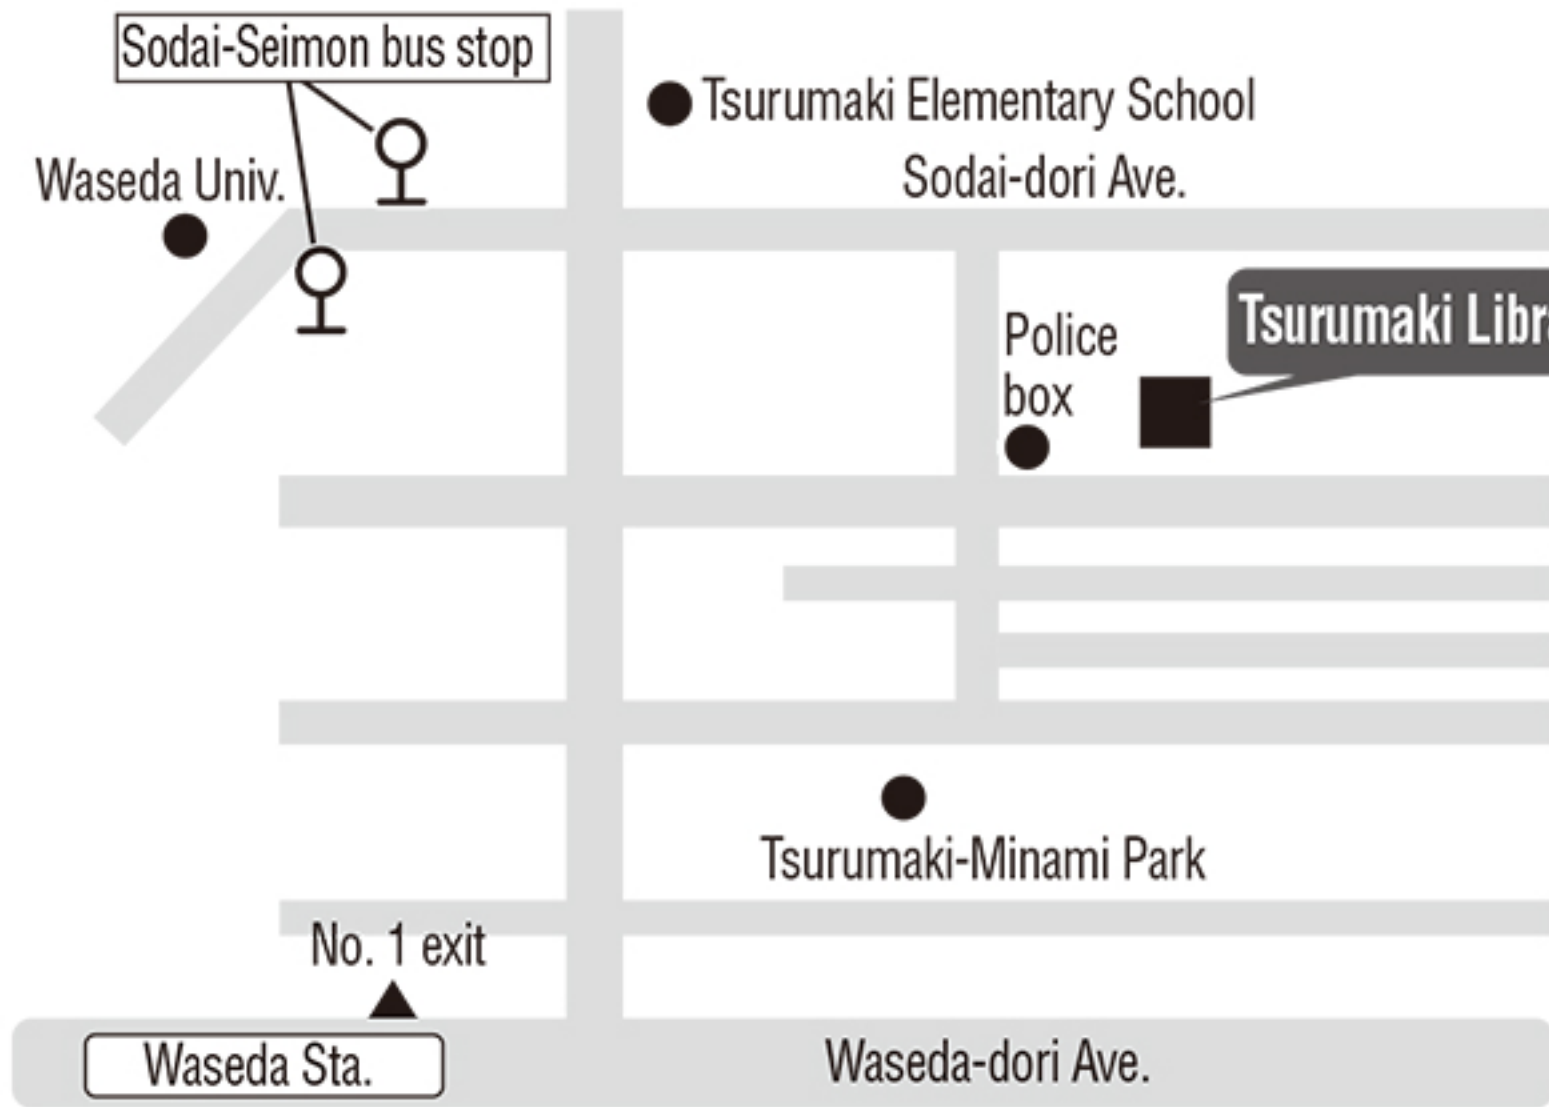 Sodai-Seimon bus stop
Tsurumaki Elementary School
Waseda Univ.
Sodai-dori Ave.
Police
box
Tsurumaki
Tsurumaki-Minami Park
No. 1 exit
Waseda Sta.
Waseda-dori Ave.